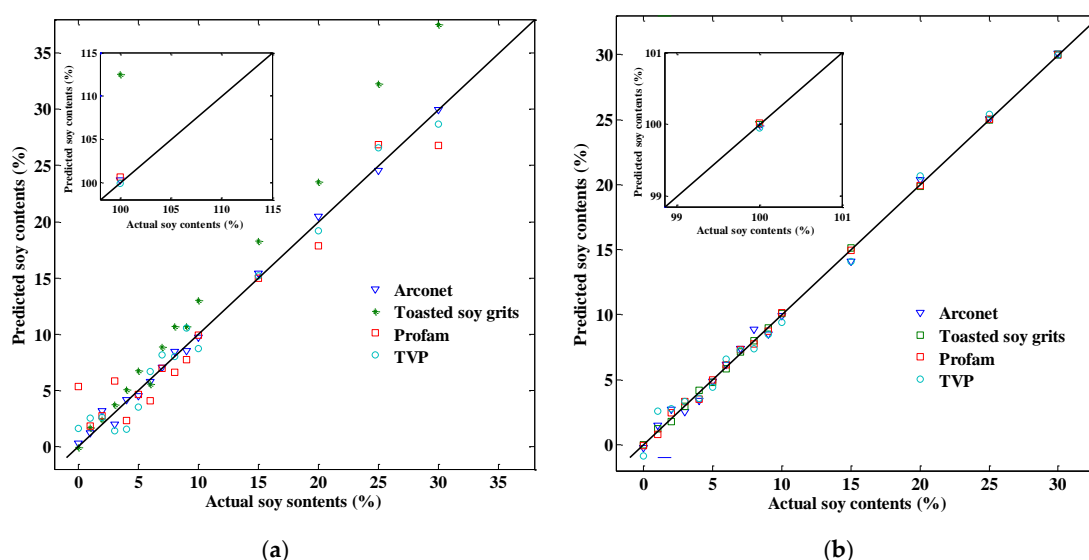 35
30
25
20
15
10
5
0
Predicted soy contents (%)
0 5 10 15 20 25 30 35
Actual soy sontents (%)
115
110
105
100
Predicted soy contents (%)
100 105 110 115
Actual soy contents (%)
Arconet
Toasted soy grits
Profam
TVP
(a)
30
25
20
15
10
5
0
Predicted soy contents (%)
0 5 10 15 20 25 30
Actual soy contents (%)
101
100
99
Predicted soy contents (%)
99 100 101
Actual soy contents (%)
Arconet
Toasted soy grits
Profam
TVP
(b)